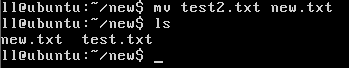 ll@ubuntu:~/new$ mv test2.txt new.txt
ll@ubuntu:~/new$ ls
new.txt  test.txt
ll@ubuntu:~/new$ _